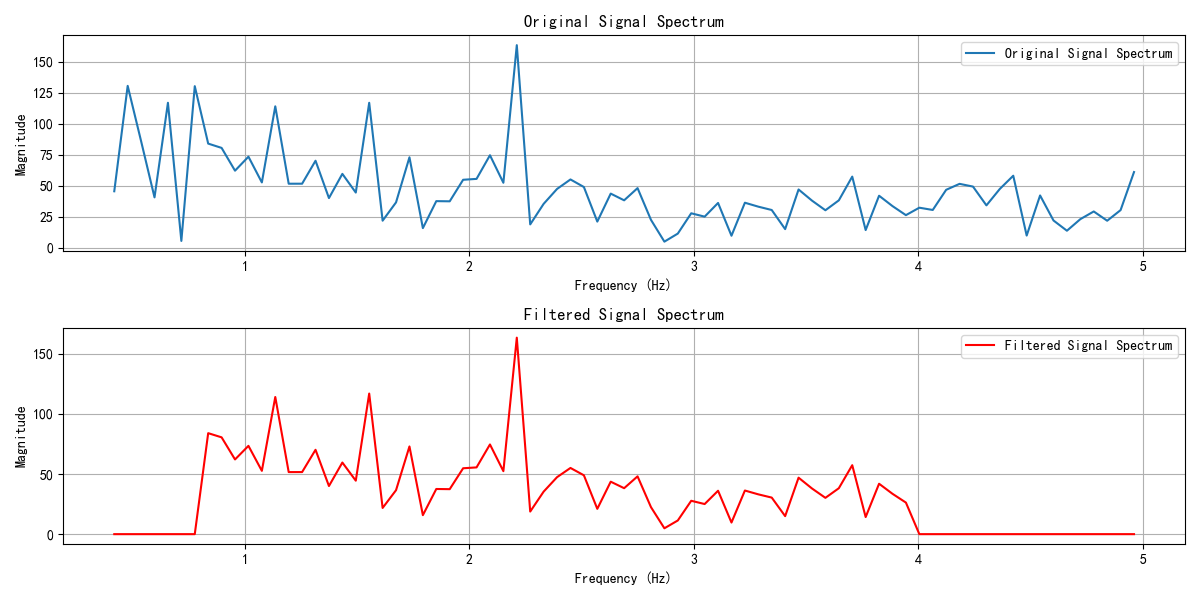 Original Signal Spectrum
Original Signal Spectrum
Magnitude
150
125
100
75
50
25
0
1 2 3 4 5
Frequency (Hz)
Filtered Signal Spectrum
Filtered Signal Spectrum
Magnitude
150
100
50
0
1 2 3 4 5
Frequency (Hz)